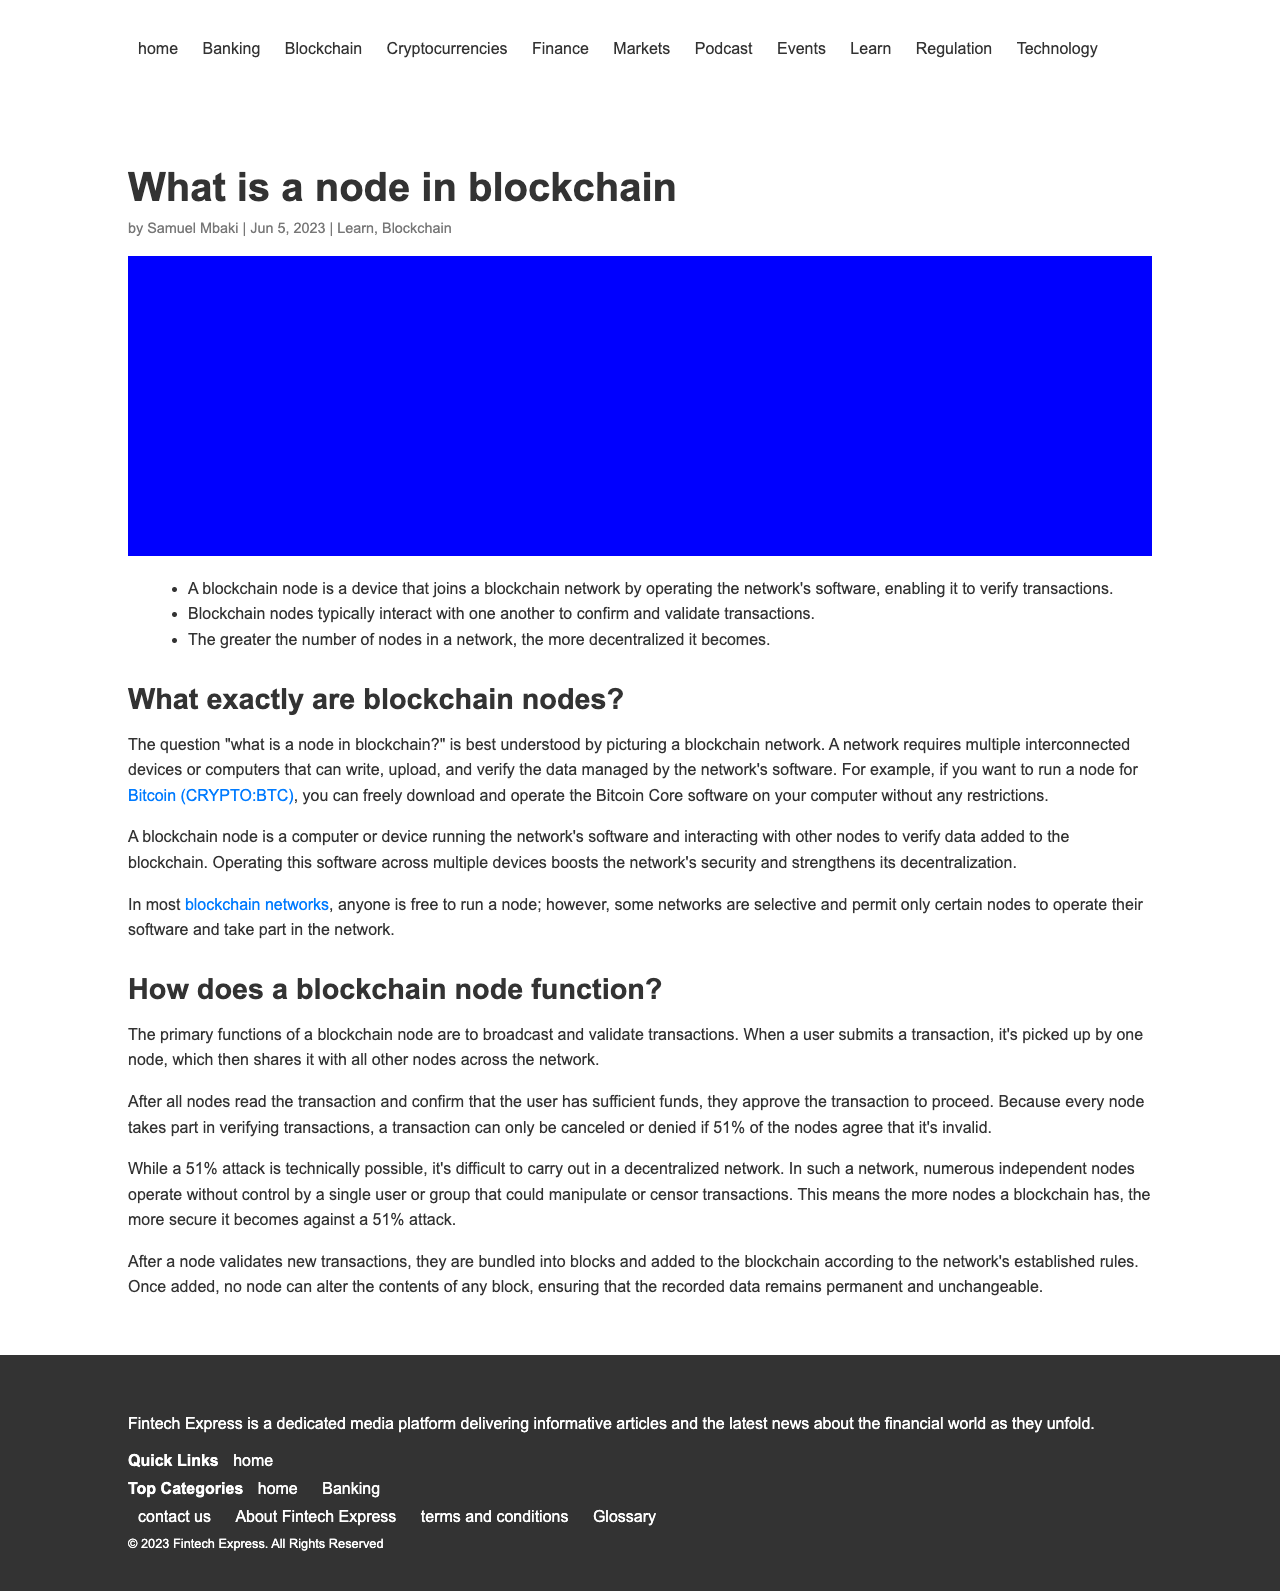 home Banking Blockchain Cryptocurrencies Finance Markets Podcast Events Learn Regulation Technology
What is a node in blockchain
by Samuel Mbaki | Jun 5, 2023 | Learn, Blockchain
• A blockchain node is a device that joins a blockchain network by operating the network's software, enabling it to verify transactions.
• Blockchain nodes typically interact with one another to confirm and validate transactions.
• The greater the number of nodes in a network, the more decentralized it becomes.
What exactly are blockchain nodes?
The question "what is a node in blockchain?" is best understood by picturing a blockchain network. A network requires multiple interconnected
devices or computers that can write, upload, and verify the data managed by the network's software. For example, if you want to run a node for
Bitcoin (CRYPTO:BTC), you can freely download and operate the Bitcoin Core software on your computer without any restrictions.
A blockchain node is a computer or device running the network's software and interacting with other nodes to verify data added to the
blockchain. Operating this software across multiple devices boosts the network's security and strengthens its decentralization.
In most blockchain networks, anyone is free to run a node; however, some networks are selective and permit only certain nodes to operate their
software and take part in the network.
How does a blockchain node function?
The primary functions of a blockchain node are to broadcast and validate transactions. When a user submits a transaction, it's picked up by one
node, which then shares it with all other nodes across the network.
After all nodes read the transaction and confirm that the user has sufficient funds, they approve the transaction to proceed. Because every node
takes part in verifying transactions, a transaction can only be canceled or denied if 51% of the nodes agree that it's invalid.
While a 51% attack is technically possible, it's difficult to carry out in a decentralized network. In such a network, numerous independent nodes
operate without control by a single user or group that could manipulate or censor transactions. This means the more nodes a blockchain has, the
more secure it becomes against a 51% attack.
After a node validates new transactions, they are bundled into blocks and added to the blockchain according to the network's established rules.
Once added, no node can alter the contents of any block, ensuring that the recorded data remains permanent and unchangeable.
Fintech Express is a dedicated media platform delivering informative articles and the latest news about the financial world as they unfold.
Quick Links home
Top Categories home Banking
contact us About Fintech Express terms and conditions Glossary
© 2023 Fintech Express. All Rights Reserved